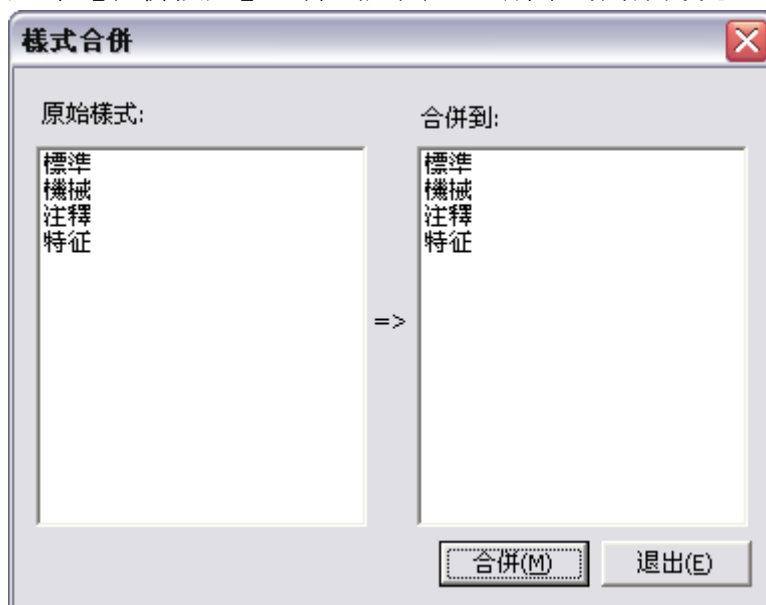 樣式合併
原始樣式:
合併到:
標準
機械
注釋
特征
=>
標準
機械
注釋
特征
合併(M)
退出(E)